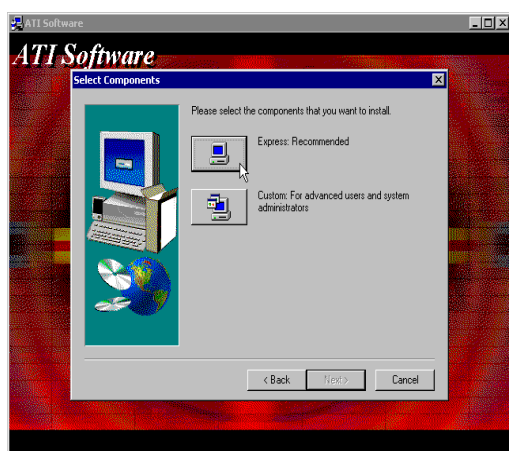 ATI Software
ATI Software
Select Components
Please select the components that you want to install.
Express: Recommended
Custom: For advanced users and system
administrators
< Back
Next >
Cancel